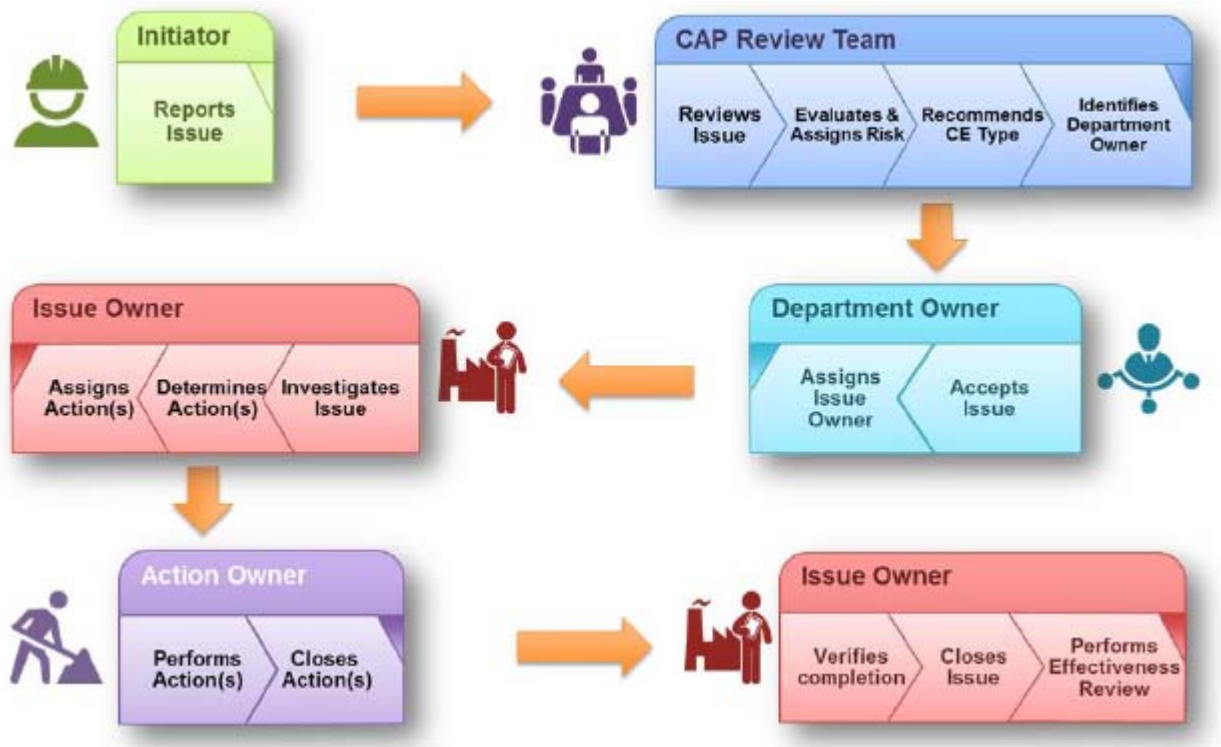 Initiator
Reports
Issue
CAP Review Team
Reviews
Issue
Evaluates &
Assigns Risk
Recommends
CE Type
Identifies
Department
Owner
Department Owner
Accepts
Issue
Assigns
Issue
Owner
Issue Owner
Investigates
Issue
Determines
Action(s)
Assigns
Action(s)
Action Owner
Performs
Action(s)
Closes
Action(s)
Issue Owner
Verifies
completion
Closes
Issue
Performs
Effectiveness
Review